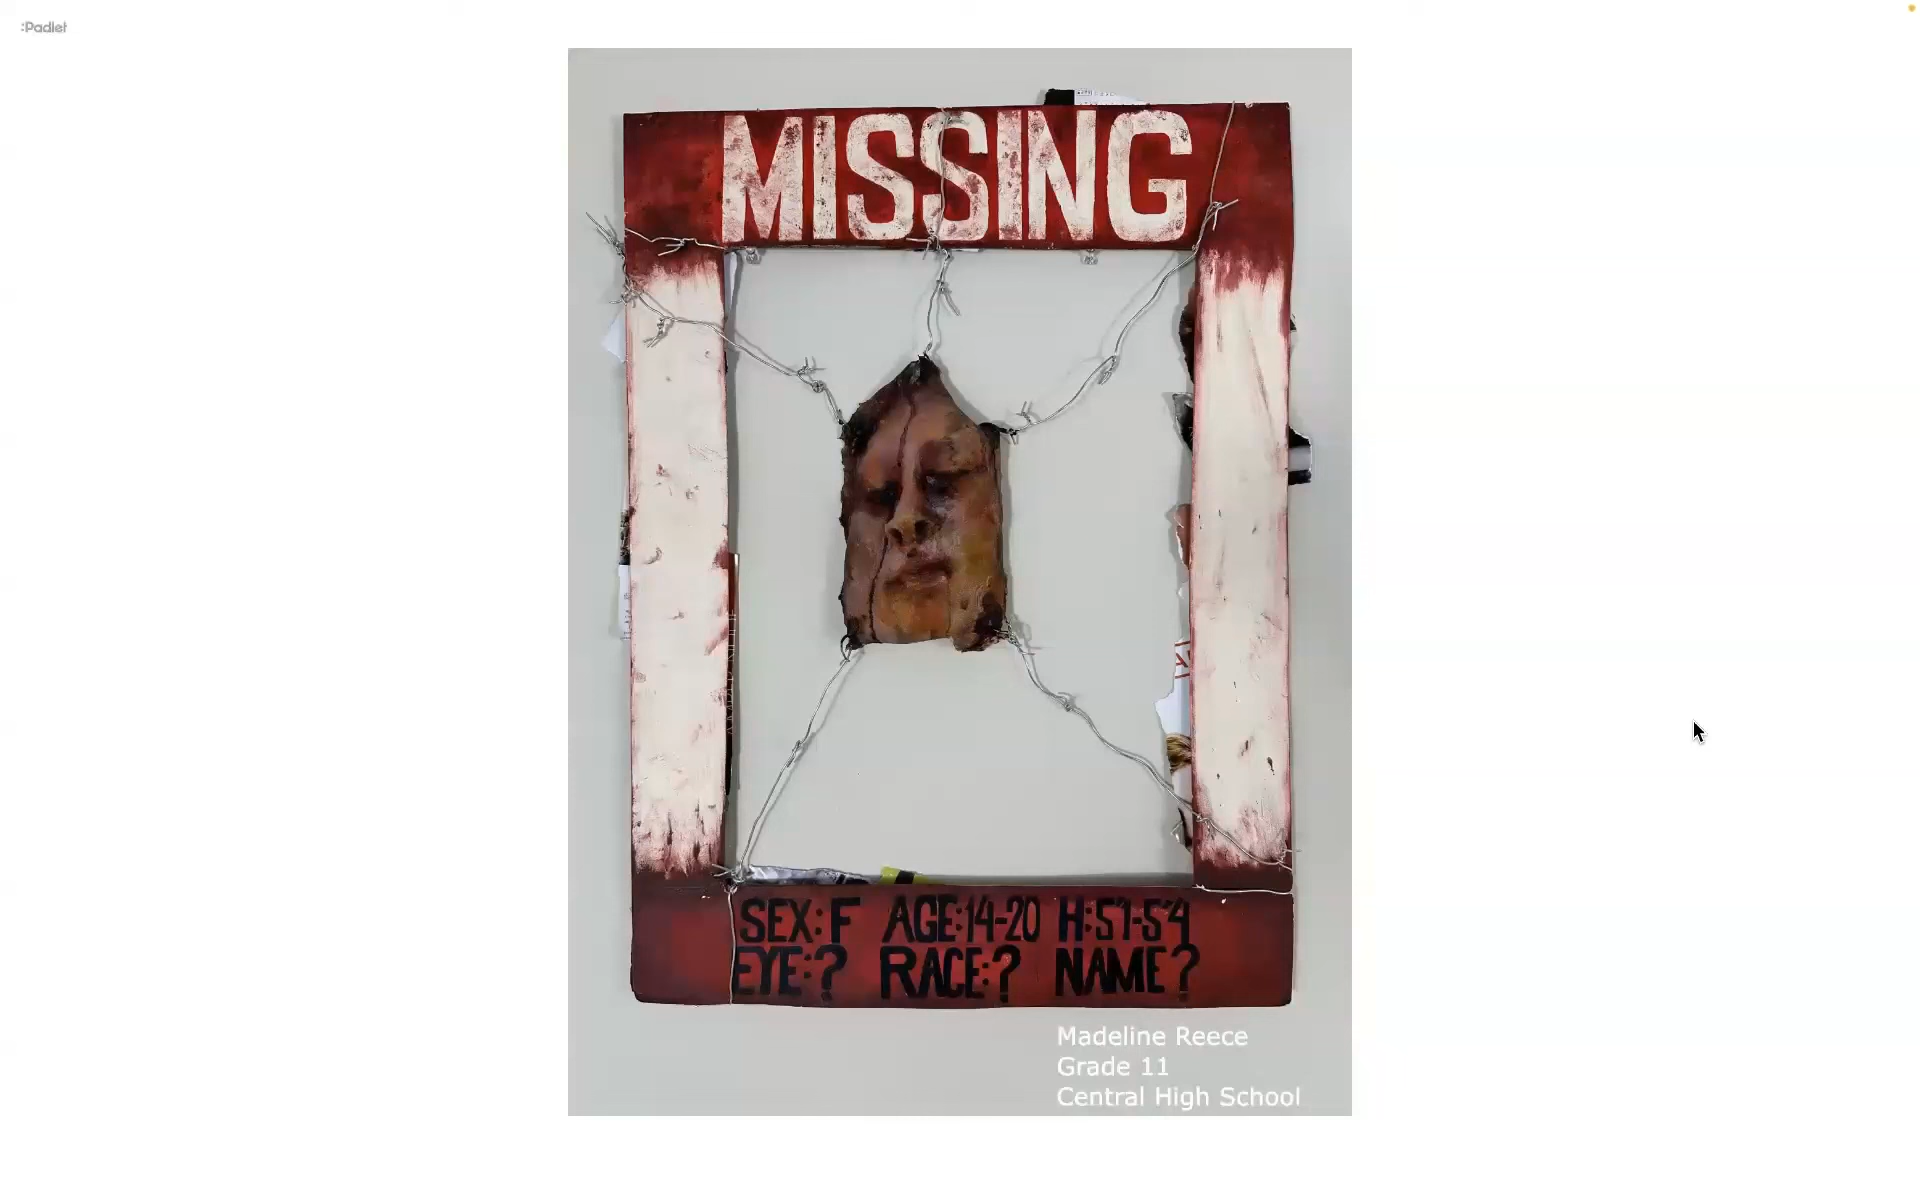 :Padlet
MISSING
SEX:F AGE:14-20 H:5'1-5'4
EYE:? RACE:? NAME?
Madeline Reece
Grade 11
Central High School